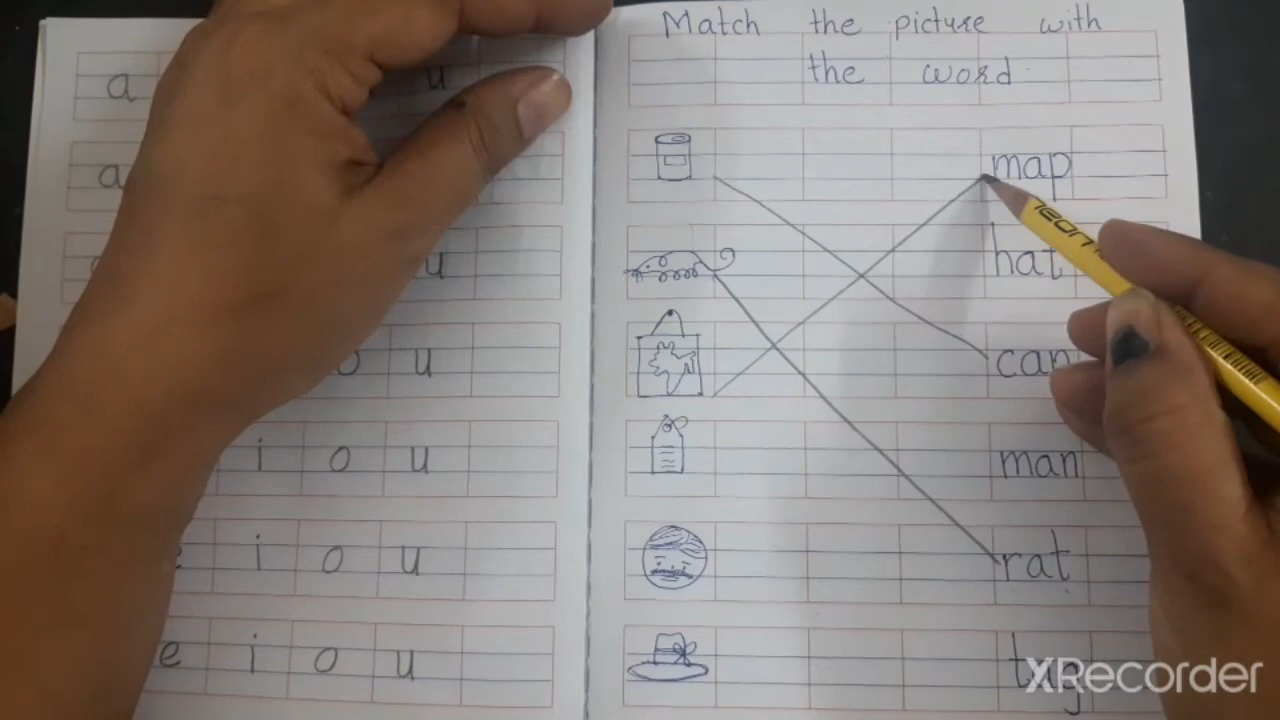 a u
a
u
o u
i o u
e i o u
e i o u
Match the picture with
the word
map
hat
can
man
rat
XRecorder